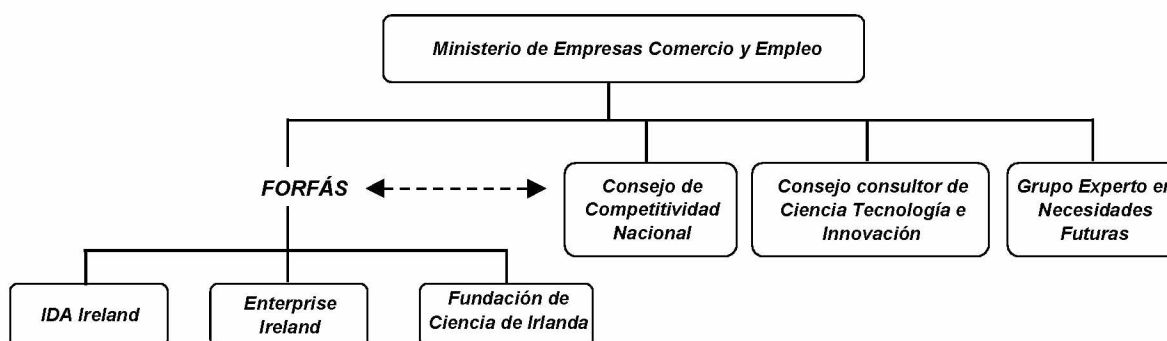 Ministerio de Empresas Comercio y Empleo
FORFÁS
Consejo de
Competitividad
Nacional
Consejo consultor de
Ciencia Tecnología e
Innovación
Grupo Experto en
Necesidades
Futuras
IDA Ireland
Enterprise
Ireland
Fundación de
Ciencia de Irlanda